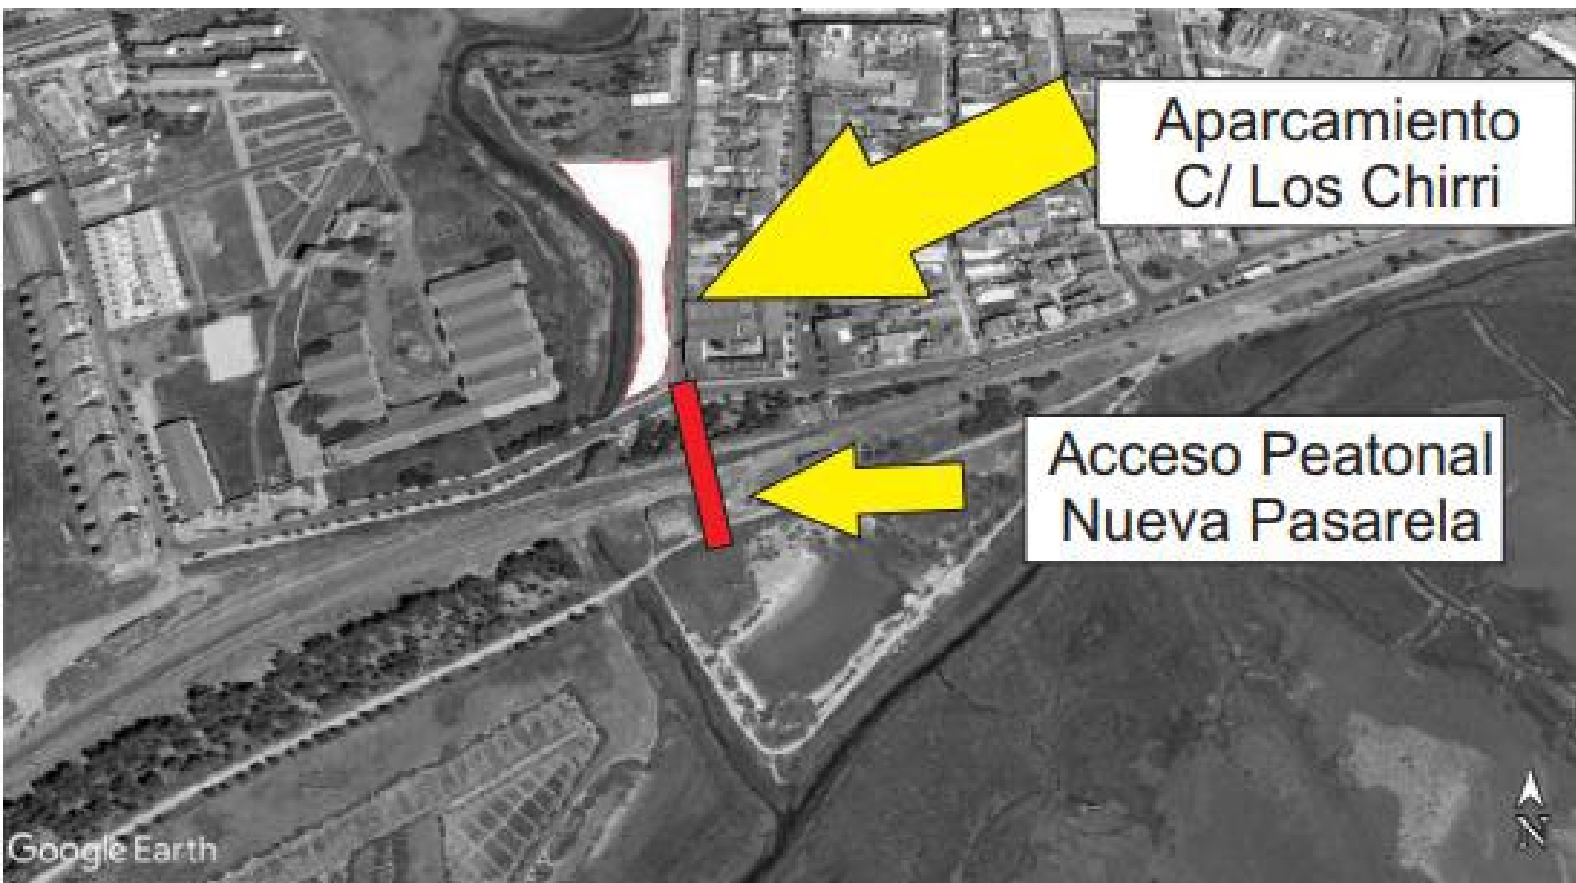 Aparcamiento
C/ Los Chirri
Acceso Peatonal
Nueva Pasarela
Google Earth
N